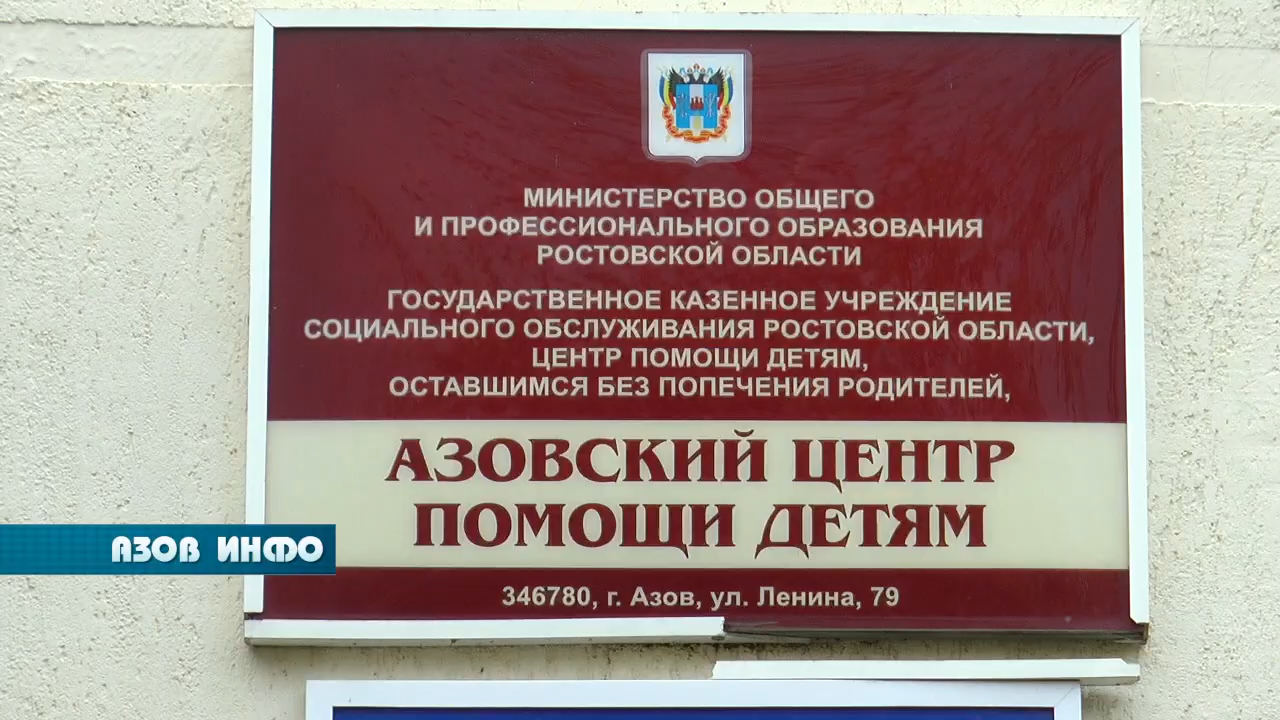 МИНИСТЕРСТВО ОБЩЕГО
И ПРОФЕССИОНАЛЬНОГО ОБРАЗОВАНИЯ
РОСТОВСКОЙ ОБЛАСТИ
ГОСУДАРСТВЕННОЕ КАЗЕННОЕ УЧРЕЖДЕНИЕ
СОЦИАЛЬНОГО ОБСЛУЖИВАНИЯ РОСТОВСКОЙ ОБЛАСТИ,
ЦЕНТР ПОМОЩИ ДЕТЯМ,
ОСТАВШИМСЯ БЕЗ ПОПЕЧЕНИЯ РОДИТЕЛЕЙ,
АЗОВСКИЙ ЦЕНТР
ПОМОЩИ ДЕТЯМ
АЗОВ ИНФО
346780, г. Азов, ул. Ленина, 79